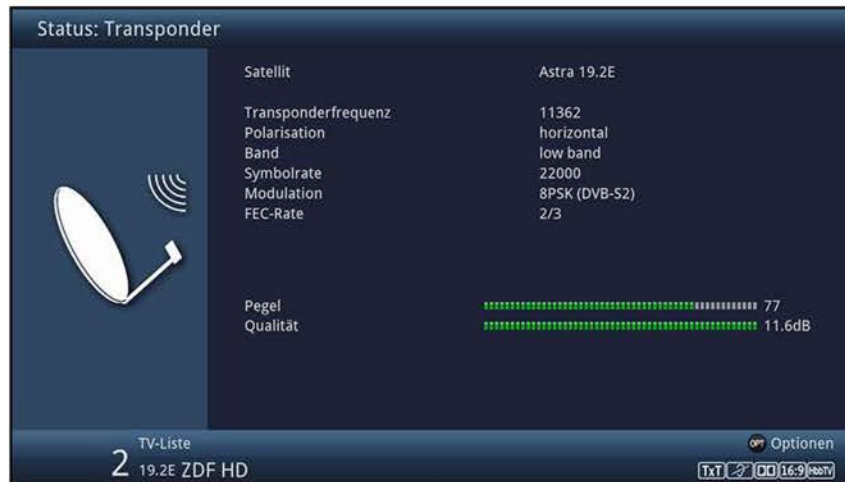 Status: Transponder
Satellit Astra 19.2E
Transponderfrequenz 11362
Polarisation horizontal
Band low band
Symbolrate 22000
Modulation 8PSK (DVB-S2)
FEC-Rate 2/3
Pegel 77
Qualität 11.6dB
TV-Liste
OPT Optionen
2 19.2E ZDF HD
TxT 16:9 HbbTV